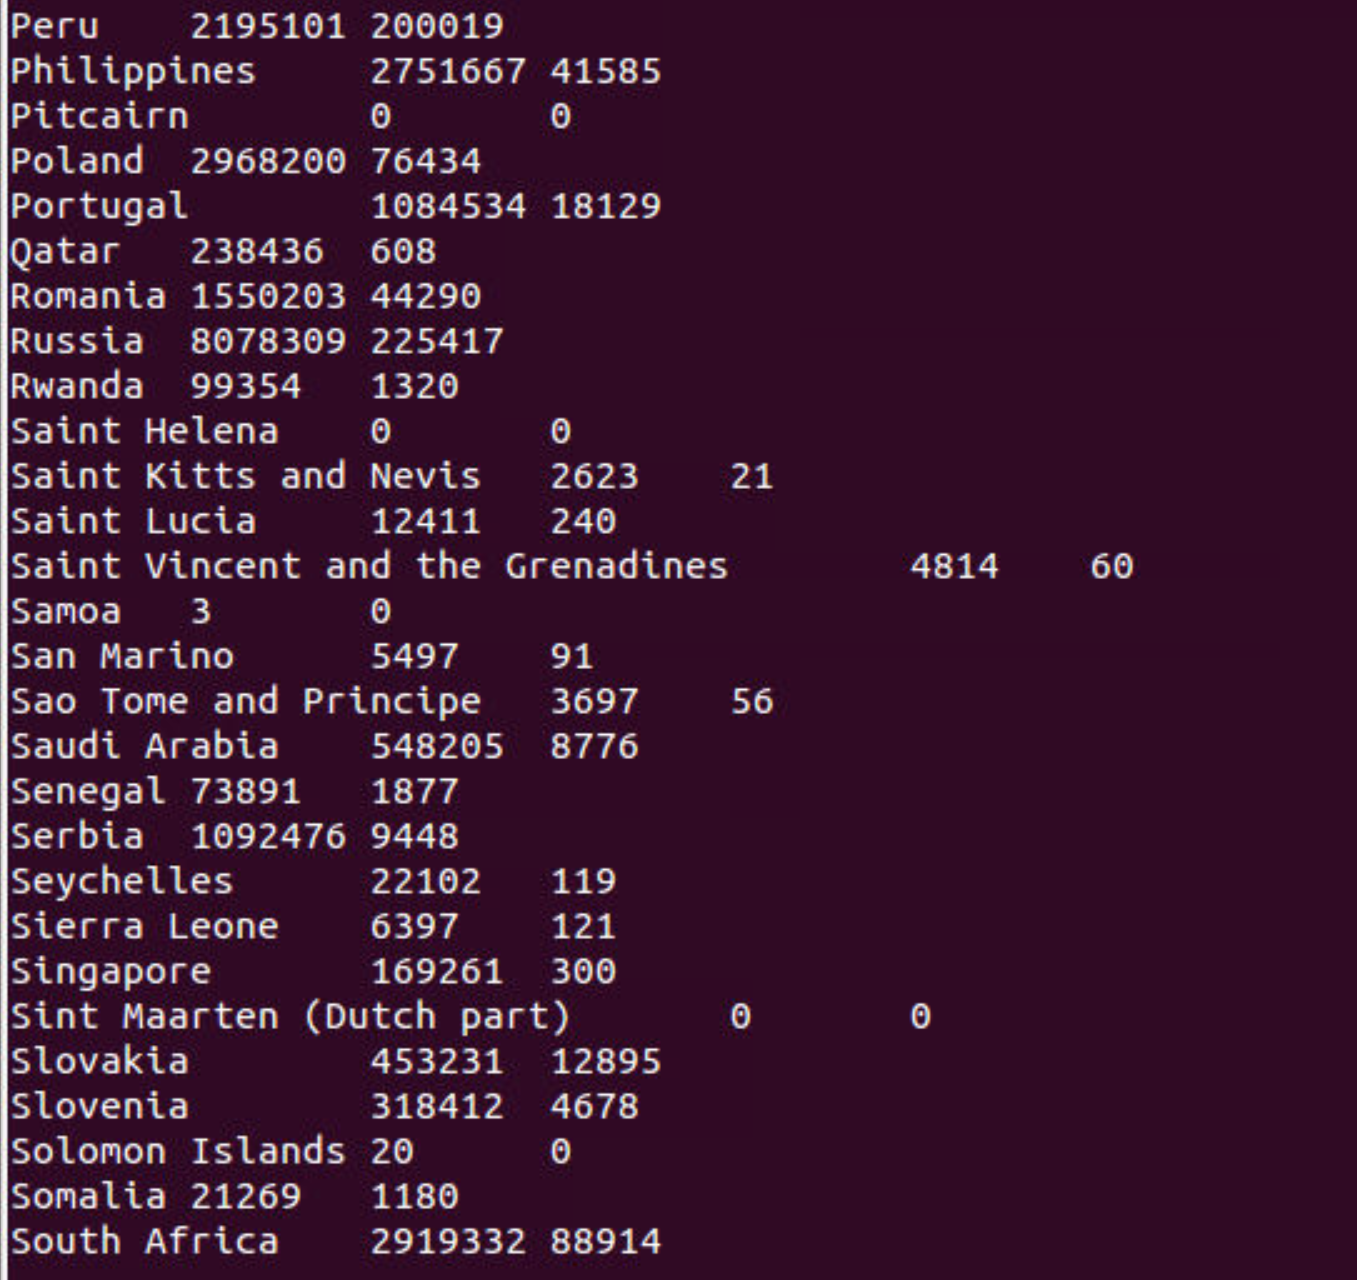 Peru 2195101 200019
Philippines 2751667 41585
Pitcairn 0 0
Poland 2968200 76434
Portugal 1084534 18129
Qatar 238436 608
Romania 1550203 44290
Russia 8078309 225417
Rwanda 99354 1320
Saint Helena 0 0
Saint Kitts and Nevis 2623 21
Saint Lucia 12411 240
Saint Vincent and the Grenadines 4814 60
Samoa 3 0
San Marino 5497 91
Sao Tome and Principe 3697 56
Saudi Arabia 548205 8776
Senegal 73891 1877
Serbia 1092476 9448
Seychelles 22102 119
Sierra Leone 6397 121
Singapore 169261 300
Sint Maarten (Dutch part) 0 0
Slovakia 453231 12895
Slovenia 318412 4678
Solomon Islands 20 0
Somalia 21269 1180
South Africa 2919332 88914